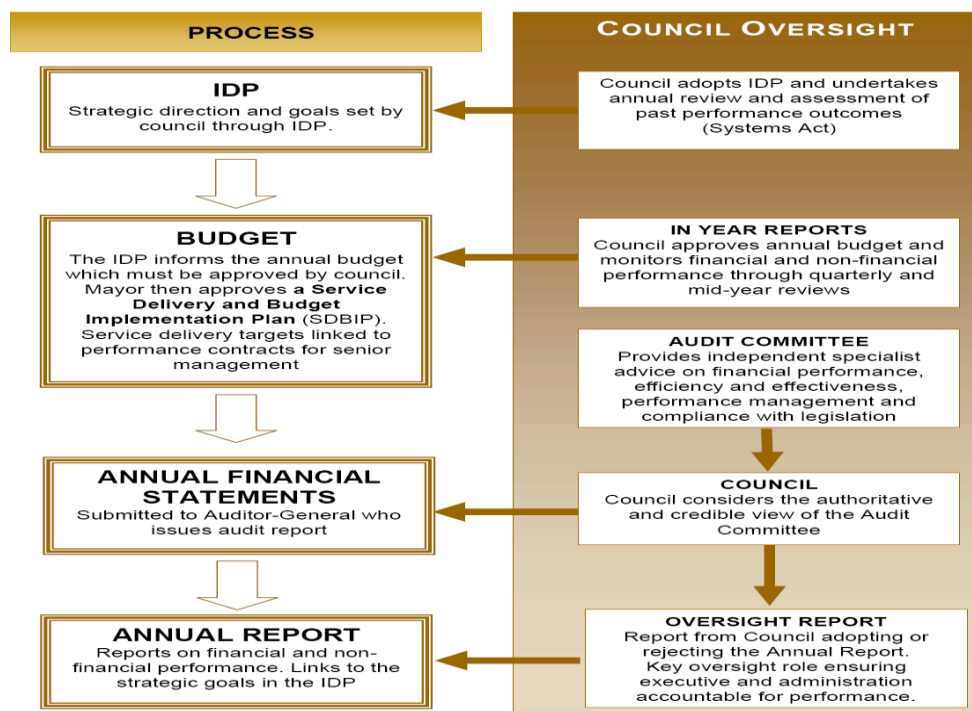 PROCESS
IDP
Strategic direction and goals set by
council through IDP.
BUDGET
The IDP informs the annual budget
which must be approved by council.
Mayor then approves a Service
Delivery and Budget
Implementation Plan (SDBIP).
Service delivery targets linked to
performance contracts for senior
management
ANNUAL FINANCIAL
STATEMENTS
Submitted to Auditor-General who
issues audit report
ANNUAL REPORT
Reports on financial and non-
financial performance. Links to the
strategic goals in the IDP
COUNCIL OVERSIGHT
Council adopts IDP and undertakes
annual review and assessment of
past performance outcomes
(Systems Act)
IN YEAR REPORTS
Council approves annual budget and
monitors financial and non-financial
performance through quarterly and
mid-year reviews
AUDIT COMMITTEE
Provides independent specialist
advice on financial performance,
efficiency and effectiveness,
performance management and
compliance with legislation
COUNCIL
Council considers the authoritative
and credible view of the Audit
Committee
OVERSIGHT REPORT
Report from Council adopting or
rejecting the Annual Report.
Key oversight role ensuring
executive and administration
accountable for performance.